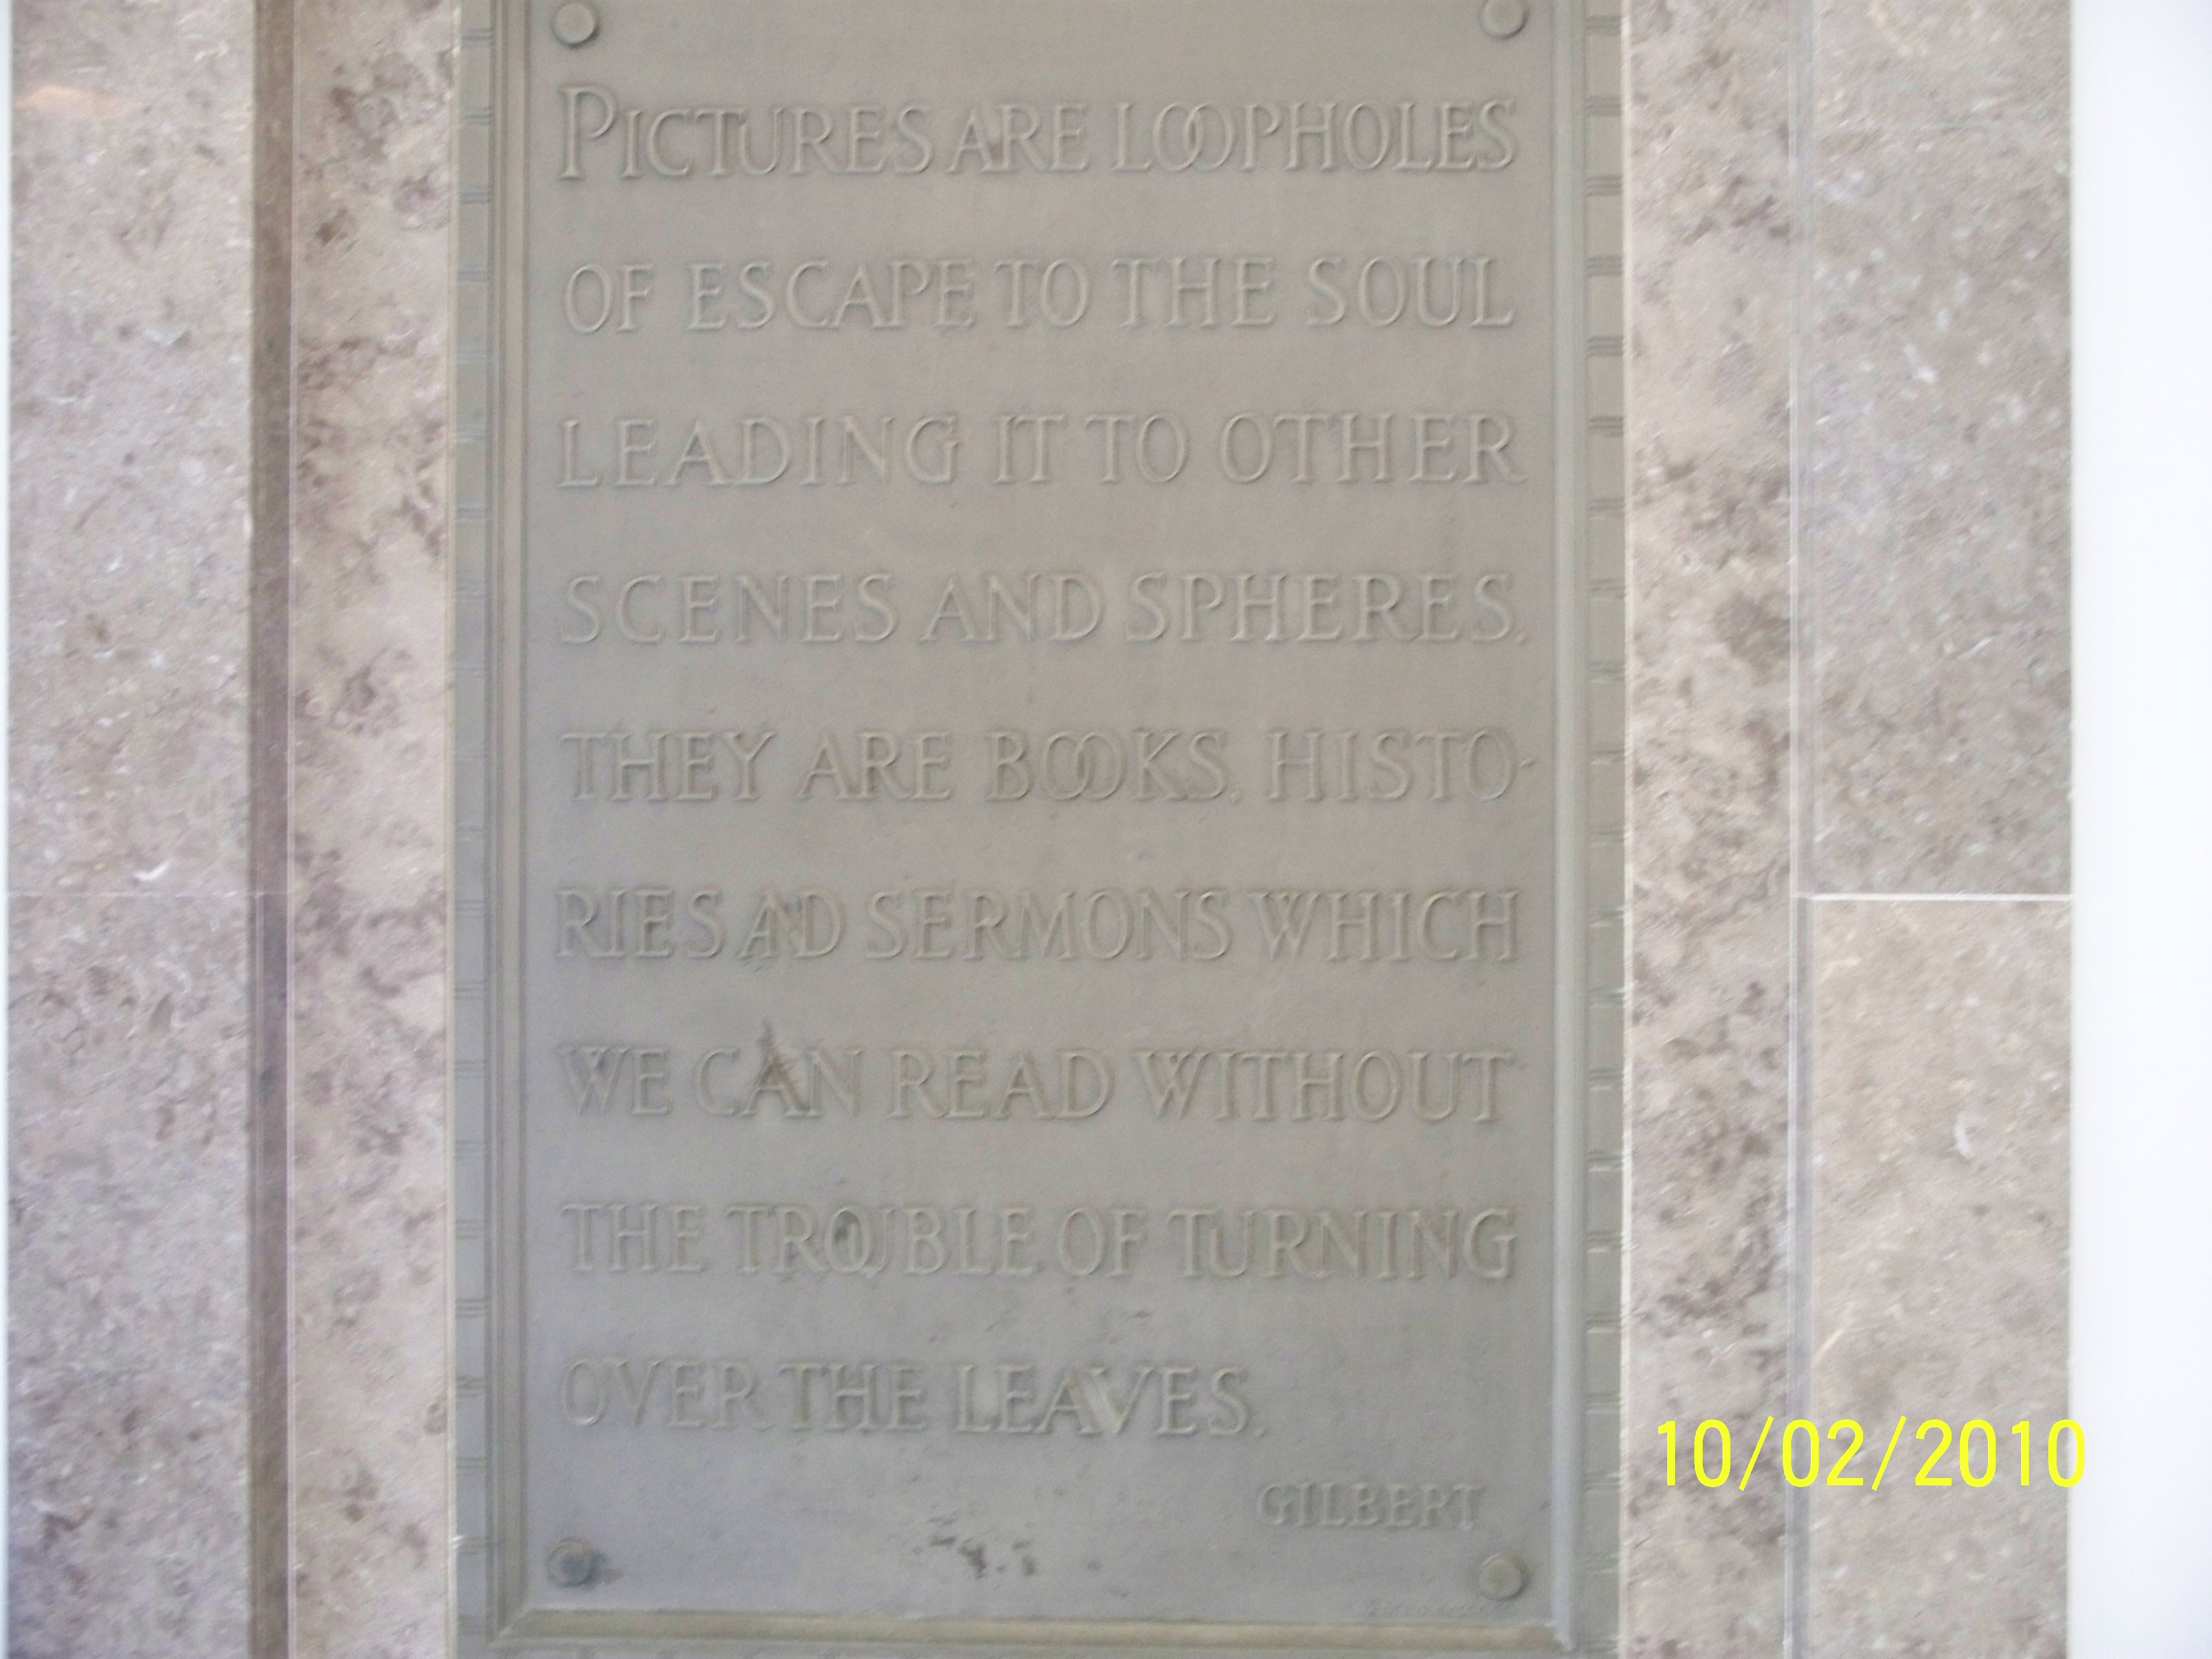 PICTURES ARE LOOPHOLES
OF ESCAPE TO THE SOUL
LEADING IT TO OTHER
SCENES AND SPHERES.
THEY ARE BOOKS, HISTO-
RIES AND SERMONS WHICH
WE CAN READ WITHOUT
THE TROUBLE OF TURNING
OVER THE LEAVES.
GILBERT
10/02/2010